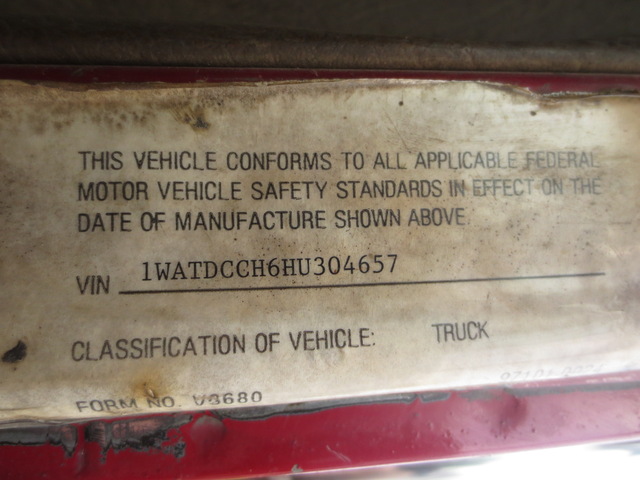 THIS VEHICLE CONFORMS TO ALL APPLICABLE FEDERAL
MOTOR VEHICLE SAFETY STANDARDS IN EFFECT ON THE
DATE OF MANUFACTURE SHOWN ABOVE.
VIN 1WATDCCH6HU304657
CLASSIFICATION OF VEHICLE: TRUCK
FORM NO. V3680